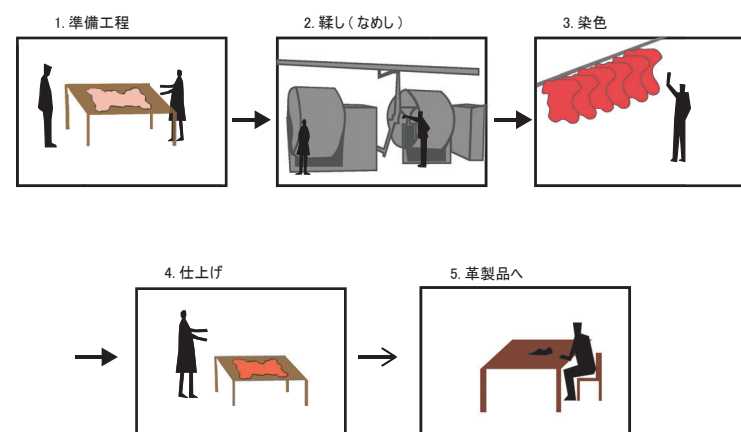 1. 準備工程
2. 鞣し（なめし）
3. 染色
4. 仕上げ
5. 革製品へ